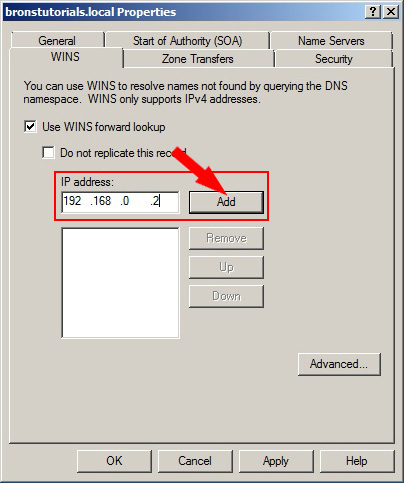 bronstutorials.local Properties
General Start of Authority (SOA) Name Servers
WINS Zone Transfers Security
You can use WINS to resolve names not found by querying the DNS
namespace. WINS only supports IPv4 addresses.
Use WINS forward lookup
Do not replicate this record
IP address:
192 .168 .0 .2
Add
Remove
Up
Down
Advanced...
OK Cancel Apply Help